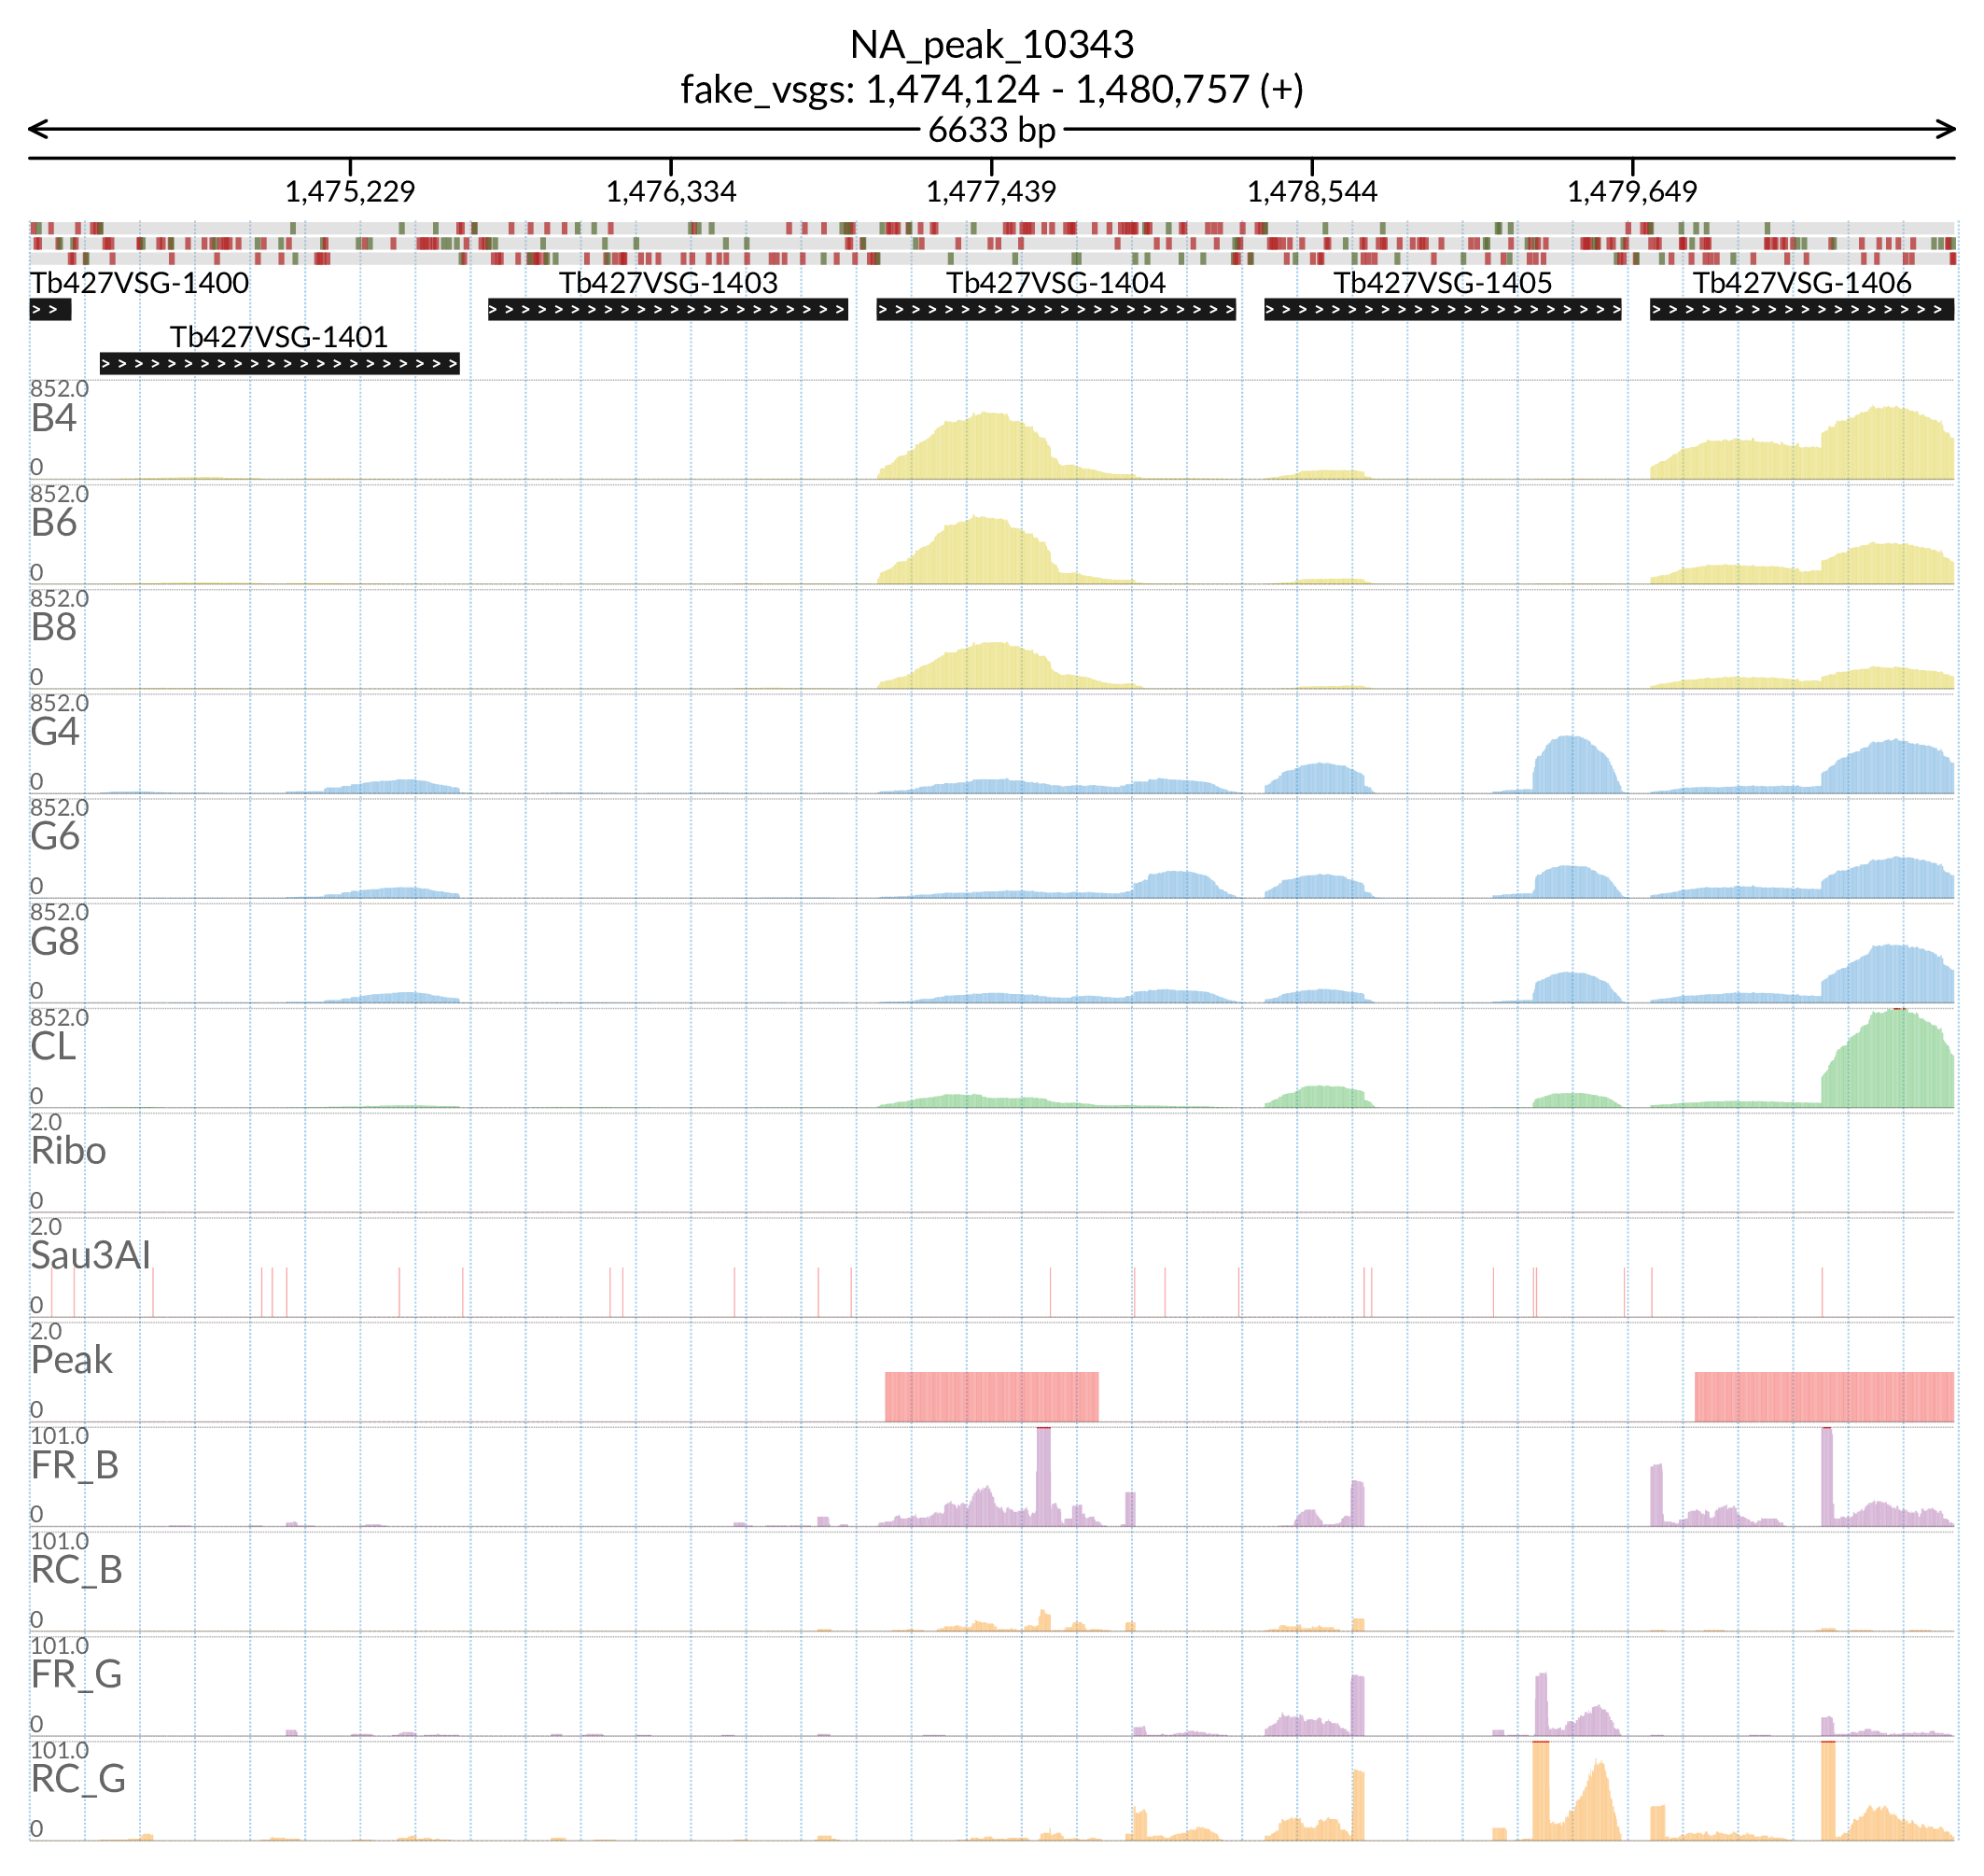 NA_peak_10343
fake_vsgs: 1,474,124 - 1,480,757 (+)
6633 bp
1,475,229 1,476,334 1,477,439 1,478,544 1,479,649
Tb427VSG-1400 Tb427VSG-1403 Tb427VSG-1404 Tb427VSG-1405 Tb427VSG-1406
Tb427VSG-1401
852.0
B4
0
852.0
B6
0
852.0
B8
0
852.0
G4
0
852.0
G6
0
852.0
G8
0
852.0
CL
0
2.0
Ribo
0
2.0
Sau3AI
0
2.0
Peak
0
101.0
FR_B
0
101.0
RC_B
0
101.0
FR_G
0
101.0
RC_G
0